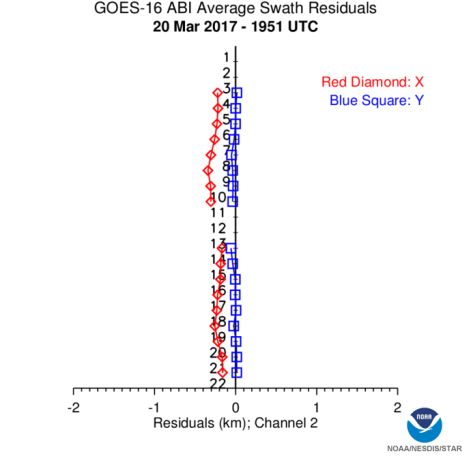 GOES-16 ABI Average Swath Residuals
20 Mar 2017 - 1951 UTC
Red Diamond: X
Blue Square: Y
1
2
3
4
5
6
7
8
9
10
11
12
13
14
15
16
17
18
19
20
21
22
-2 -1 0 1 2
Residuals (km); Channel 2
NOAA
NOAA/NESDIS/STAR